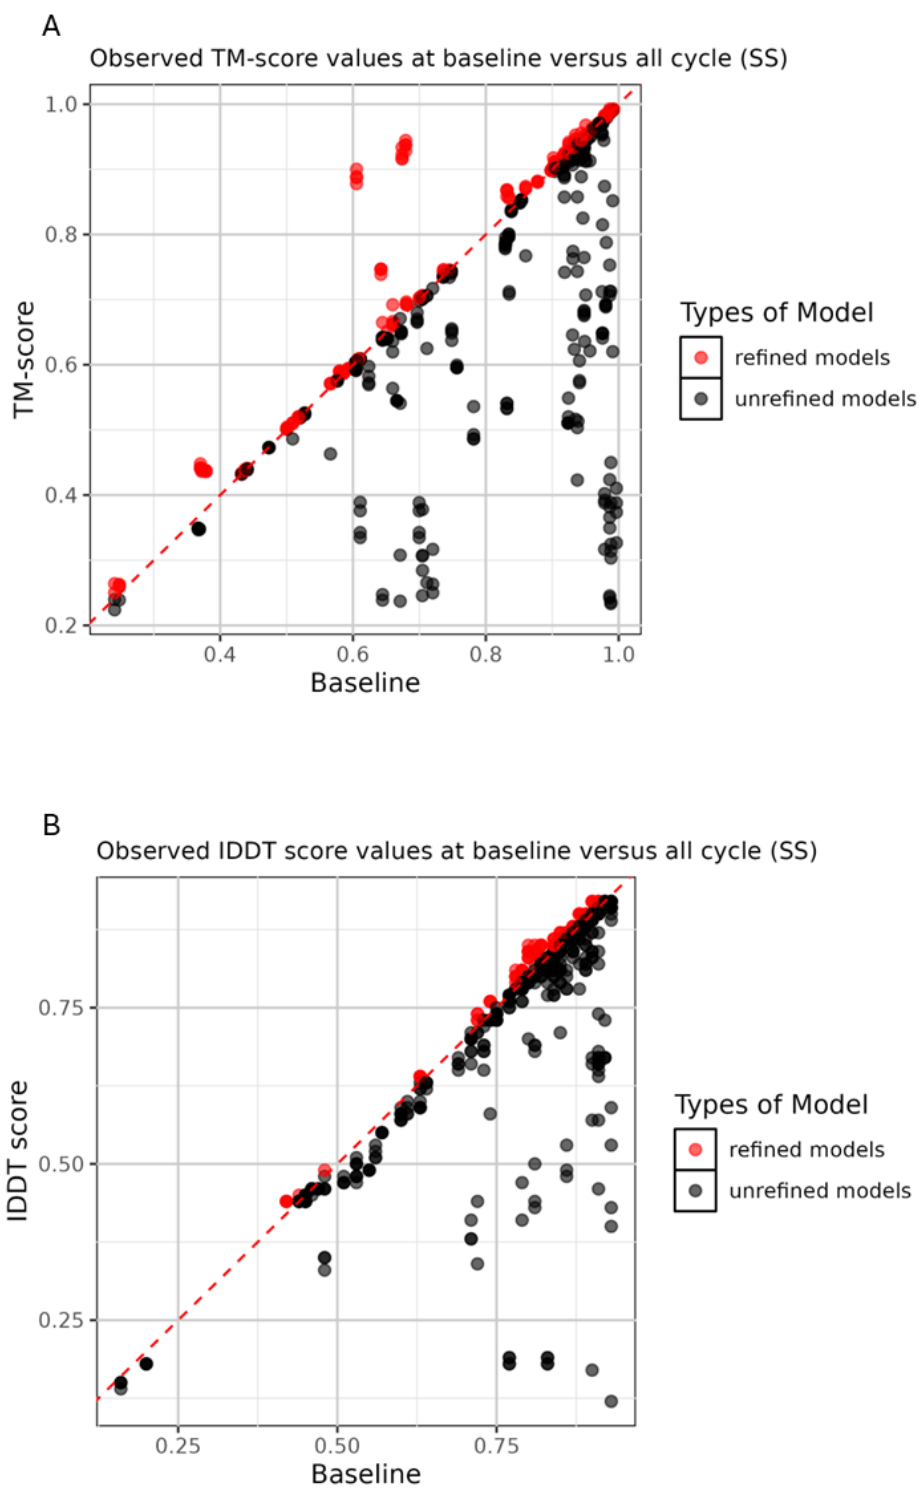 A
Observed TM-score values at baseline versus all cycle (SS)
1.0
0.8
0.6
0.4
0.2
TM-score
0.4
0.6
0.8
1.0
Baseline
Types of Model
refined models
unrefined models
B
Observed lDDT score values at baseline versus all cycle (SS)
0.75
0.50
0.25
lDDT score
0.25
0.50
0.75
Baseline
Types of Model
refined models
unrefined models